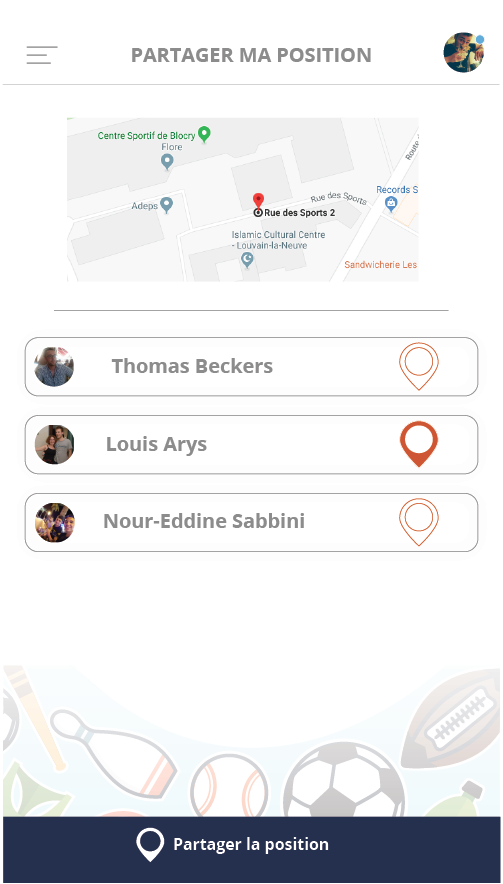 PARTAGER MA POSITION
Centre Sportif de Blocry
Flore
Route
Adeps
Records S
Rue des Sports
Rue des Sports 2
Islamic Cultural Centre
- Louvain-la-Neuve
Sandwicherie Les
Thomas Beckers
Louis Arys
Nour-Eddine Sabbini
Partager la position